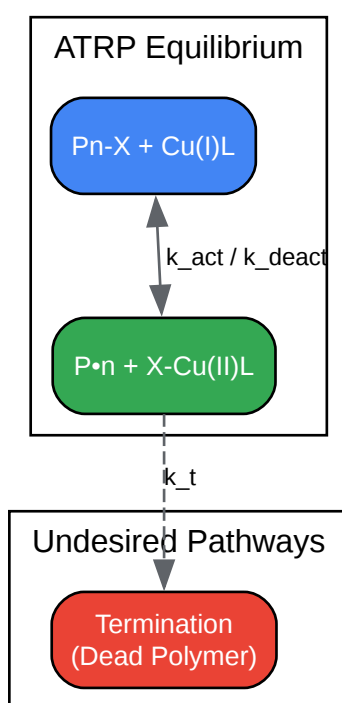 ATRP Equilibrium
Pn-X + Cu(I)L
k_act / k_deact
P•n + X-Cu(II)L
k_t
Undesired Pathways
Termination
(Dead Polymer)